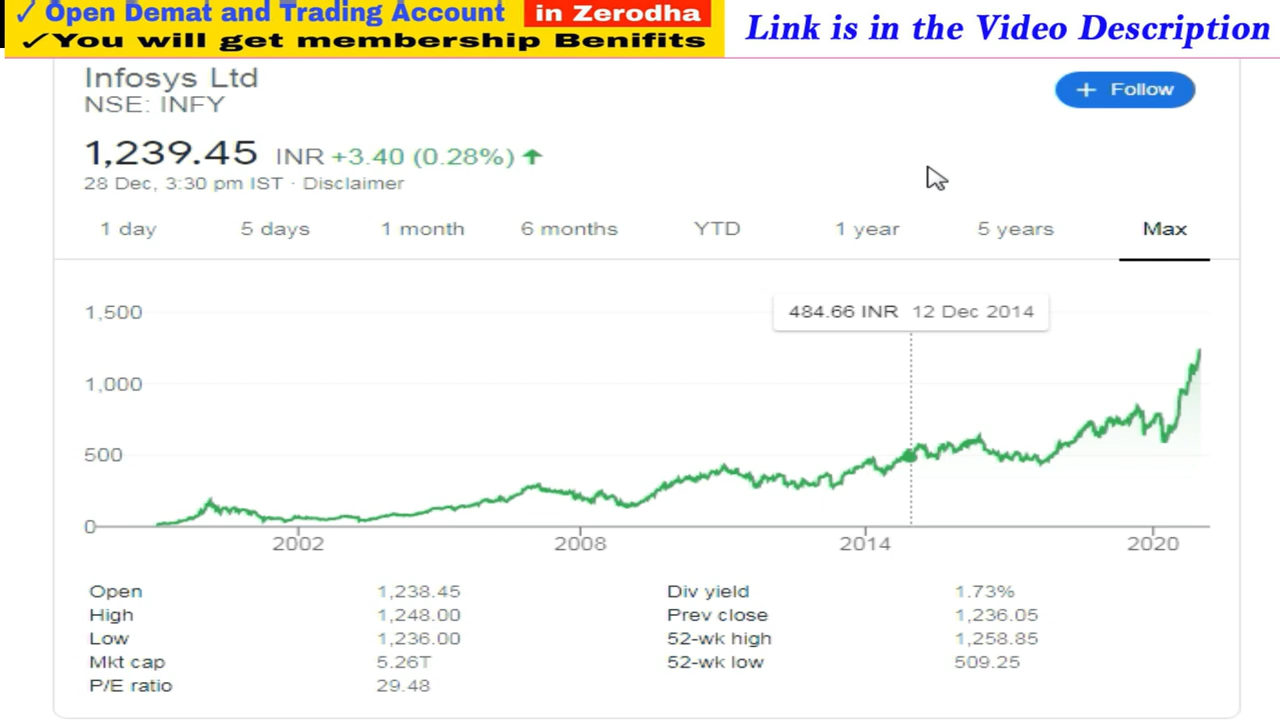 ✓ Open Demat and Trading Account in Zerodha
✓You will get membership Benifits
Link is in the Video Description
Infosys Ltd
NSE: INFY
+ Follow
1,239.45 INR +3.40 (0.28%) ↑
28 Dec, 3:30 pm IST · Disclaimer
1 day 5 days 1 month 6 months YTD 1 year 5 years Max
484.66 INR 12 Dec 2014
1,500
1,000
500
0
2002 2008 2014 2020
Open 1,238.45 Div yield 1.73%
High 1,248.00 Prev close 1,236.05
Low 1,236.00 52-wk high 1,258.85
Mkt cap 5.26T 52-wk low 509.25
P/E ratio 29.48